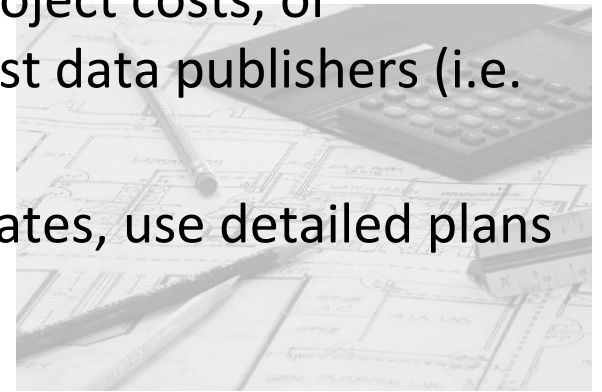 oject costs, or
st data publishers (i.e.
ates, use detailed plans